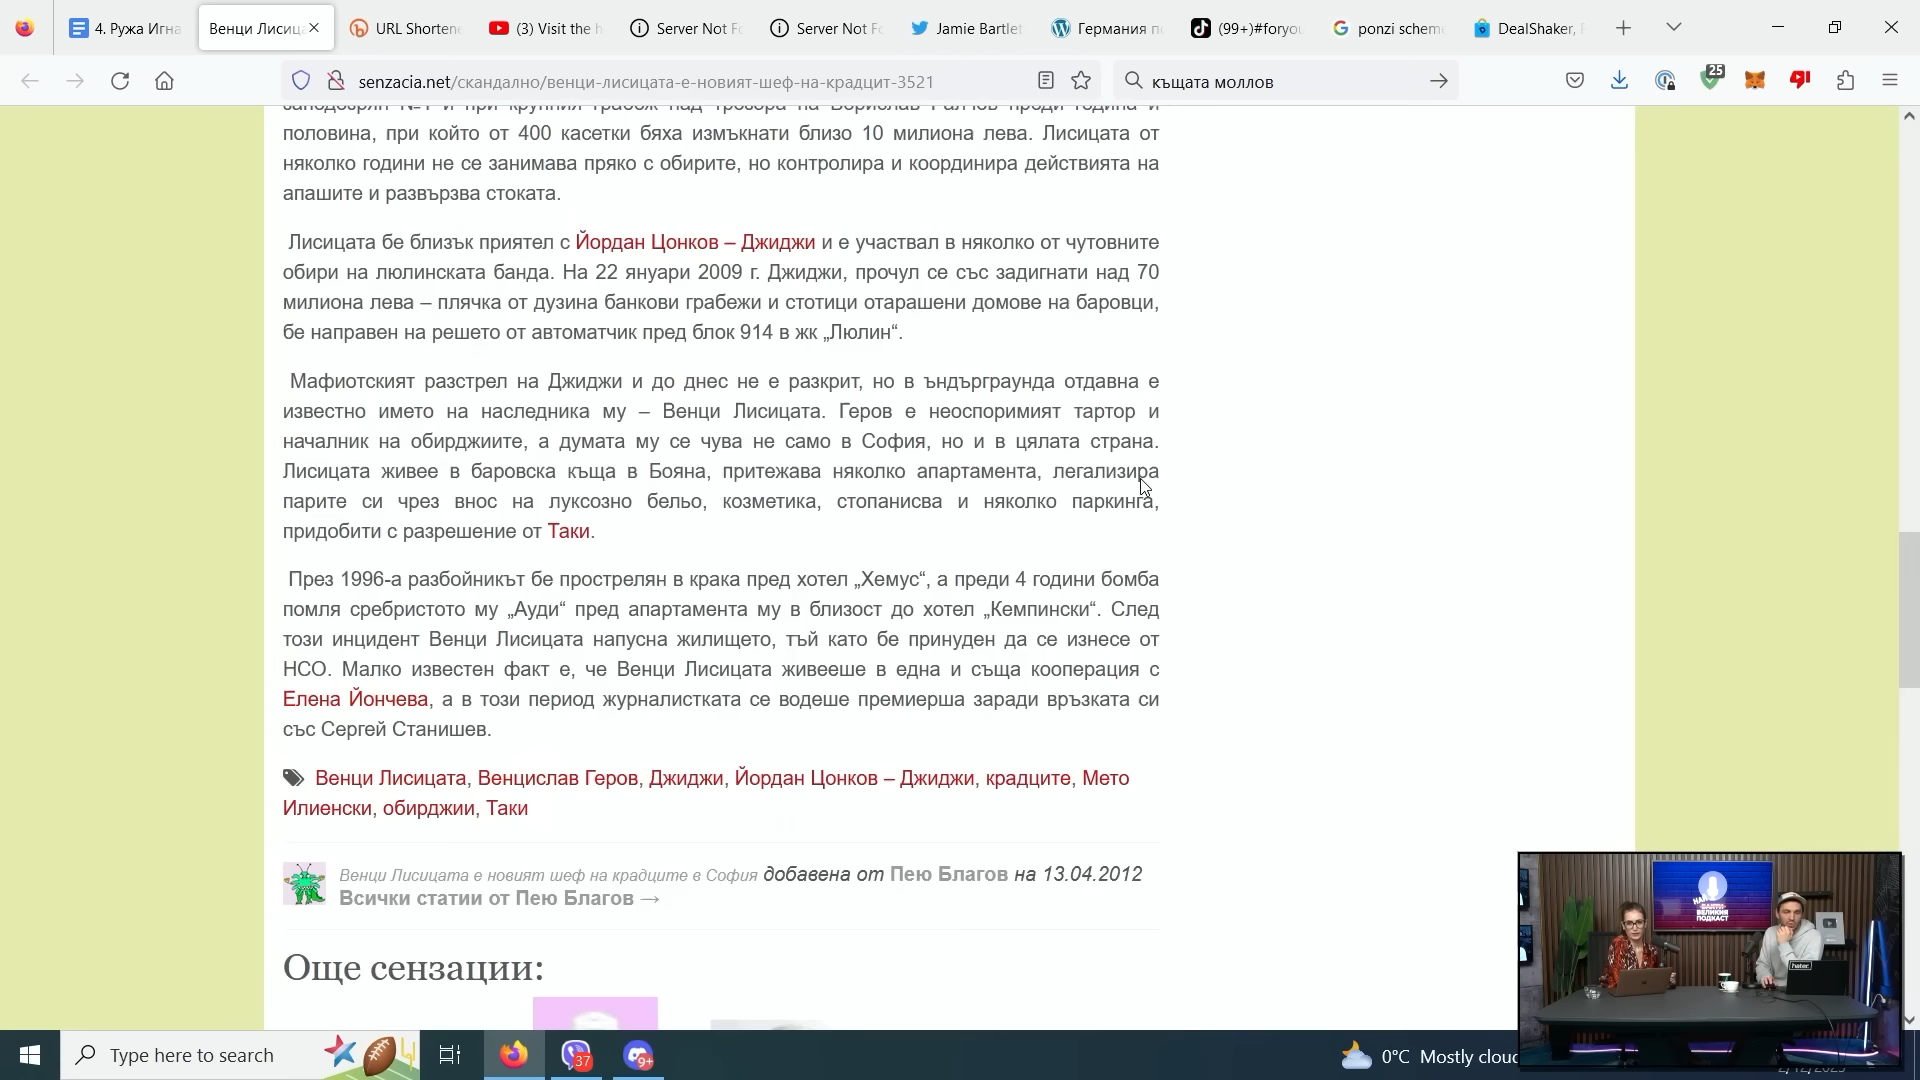 4. Ружа Игна
Венци Лисица
URL Shortene
(3) Visit the h
Server Not Fo
Server Not Fo
Jamie Bartlet
Германия по
(99+)#foryou
ponzi scheme
DealShaker,
senzacia.net/скандално/венци-лисицата-е-новият-шеф-на-крадцит-3521
къщата моллов
25
половина, при който от 400 касетки бяха измъкнати близо 10 милиона лева. Лисицата от
няколко години не се занимава пряко с обирите, но контролира и координира действията на
апашите и развързва стоката.
Лисицата бе близък приятел с Йордан Цонков – Джиджи и е участвал в няколко от чутовните
обири на люлинската банда. На 22 януари 2009 г. Джиджи, прочул се със задигнати над 70
милиона лева – плячка от дузина банкови грабежи и стотици отарашени домове на баровци,
бе направен на решето от автоматчик пред блок 914 в жк „Люлин“.
Мафиотският разстрел на Джиджи и до днес не е разкрит, но в ъндърграунда отдавна е
известно името на наследника му – Венци Лисицата. Геров е неоспоримият тартор и
началник на обирджиите, а думата му се чува не само в София, но и в цялата страна.
Лисицата живее в баровска къща в Бояна, притежава няколко апартамента, легализира
парите си чрез внос на луксозно бельо, козметика, стопанисва и няколко паркинга,
придобити с разрешение от Таки.
През 1996-а разбойникът бе прострелян в крака пред хотел „Хемус“, а преди 4 години бомба
помля сребристото му „Ауди“ пред апартамента му в близост до хотел „Кемпински“. След
този инцидент Венци Лисицата напусна жилището, тъй като бе принуден да се изнесе от
НСО. Малко известен факт е, че Венци Лисицата живееше в една и съща кооперация с
Елена Йончева, а в този период журналистката се водеше премиерша заради връзката си
със Сергей Станишев.
Венци Лисицата, Венцислав Геров, Джиджи, Йордан Цонков – Джиджи, крадците, Мето
Илиенски, обирджии, Таки
Венци Лисицата е новият шеф на крадците в София добавена от Пею Благов на 13.04.2012
Всички статии от Пею Благов →
Още сензации:
ВЕЛИКИЯ
ПОДКАСТ
hater.
Type here to search
37
9+
0°C Mostly cloud